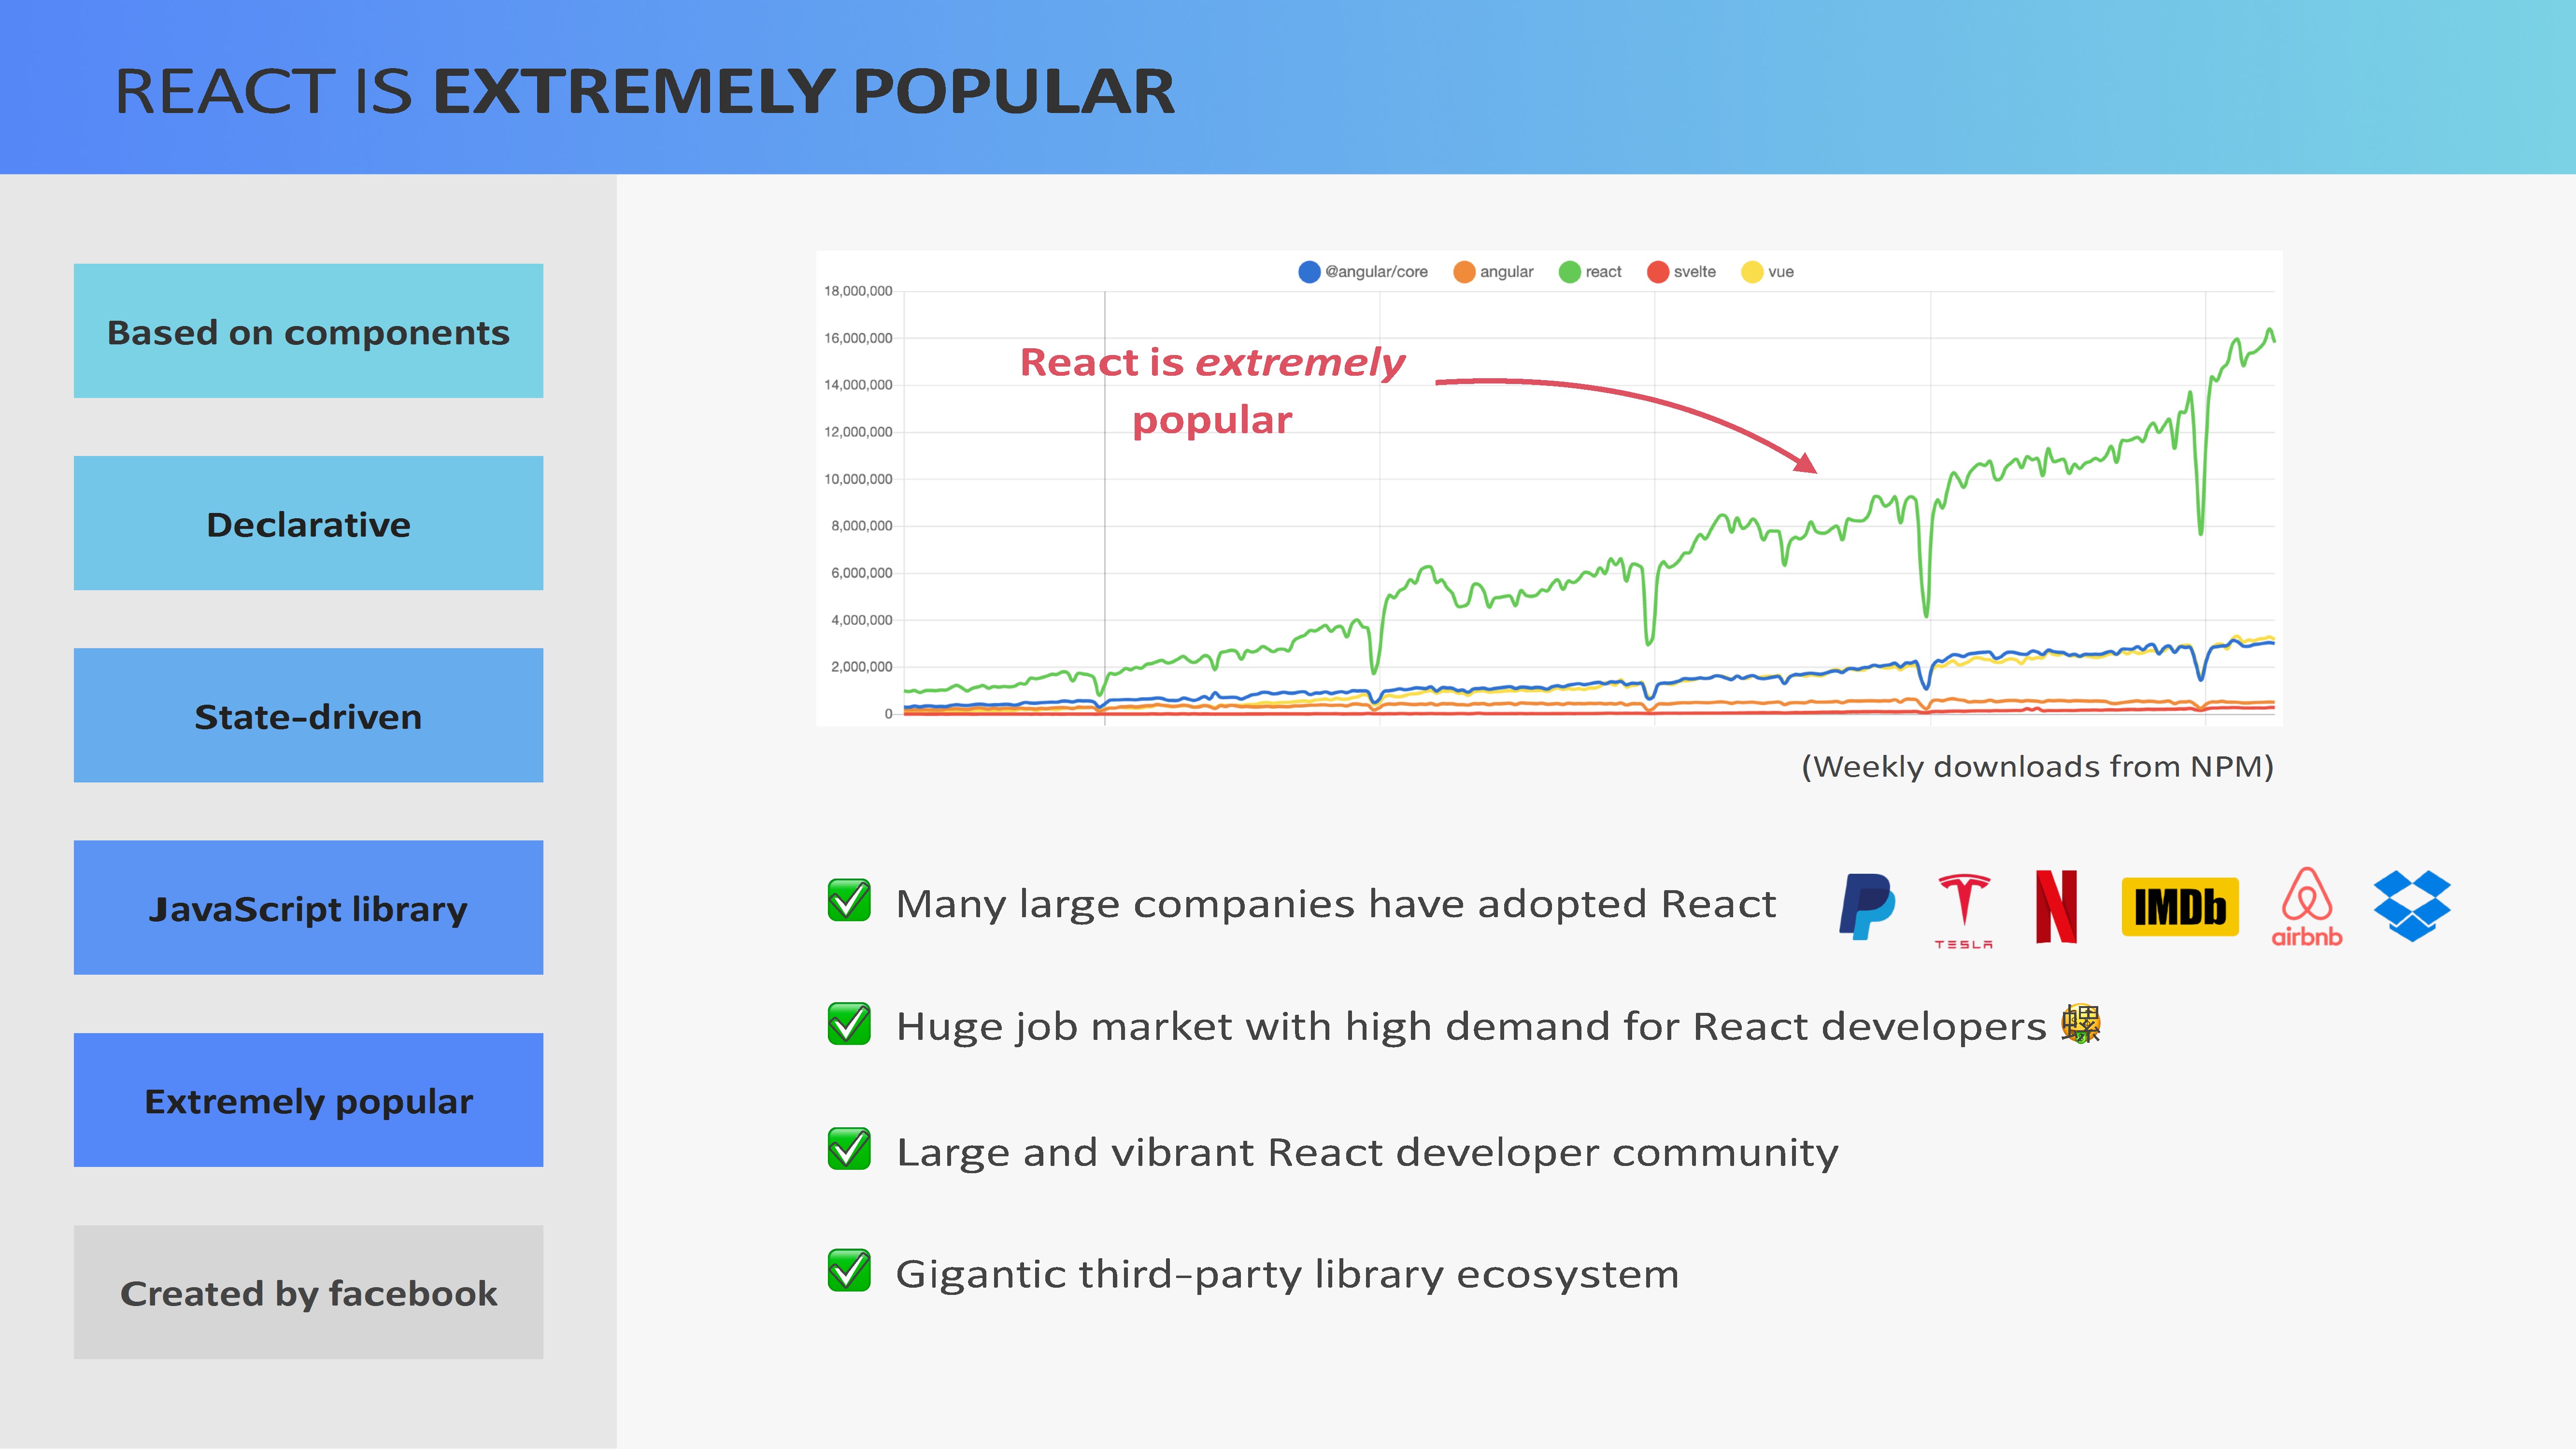 REACT IS EXTREMELY POPULAR
Based on components
Declarative
State-driven
JavaScript library
Extremely popular
Created by facebook
@angular/core angular react svelte vue
18,000,000
16,000,000
14,000,000
12,000,000
10,000,000
8,000,000
6,000,000
4,000,000
2,000,000
0
React is extremely
popular
(Weekly downloads from NPM)
✅ Many large companies have adopted React
TESLA
N
IMDb
airbnb
✅ Huge job market with high demand for React developers
✅ Large and vibrant React developer community
✅ Gigantic third-party library ecosystem